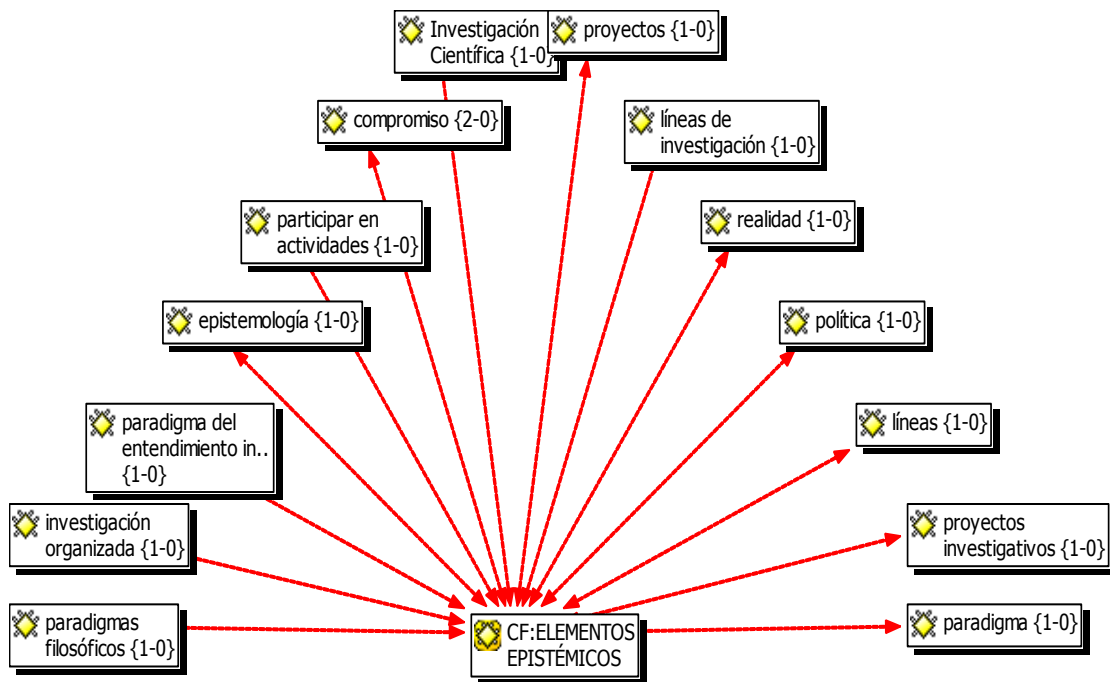 Investigación
Científica {1-0}
proyectos {1-0}
compromiso {2-0}
líneas de
investigación {1-0}
participar en
actividades {1-0}
realidad {1-0}
epistemología {1-0}
política {1-0}
paradigma del
entendimiento in..
{1-0}
líneas {1-0}
investigación
organizada {1-0}
proyectos
investigativos {1-0}
paradigmas
filosóficos {1-0}
CF:ELEMENTOS
EPISTÉMICOS
paradigma {1-0}